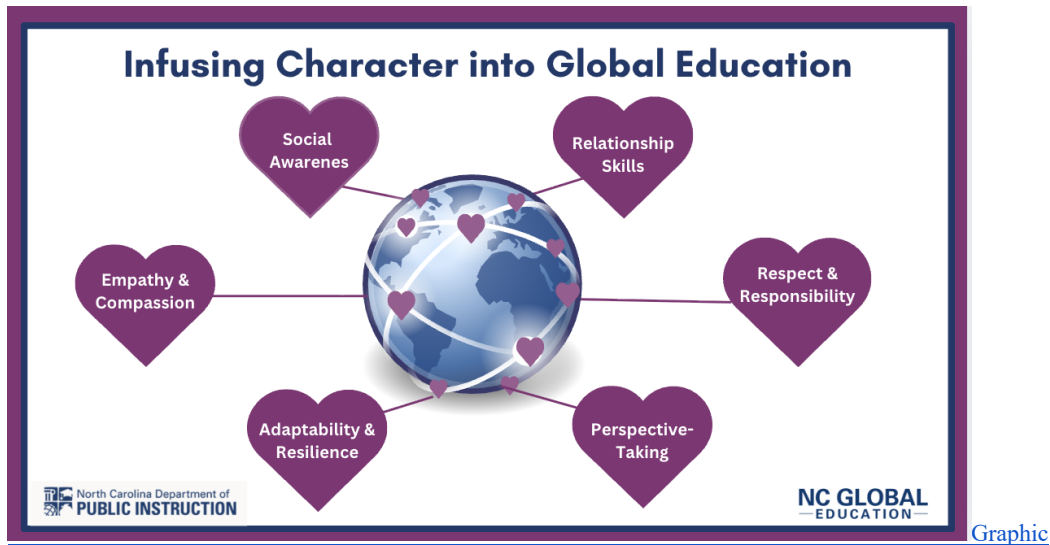 Infusing Character into Global Education
Social
Awarenes
Relationship
Skills
Empathy &
Compassion
Respect &
Responsibility
Adaptability &
Resilience
Perspective-
Taking
North Carolina Department of
PUBLIC INSTRUCTION
NC GLOBAL
EDUCATION
Graphic